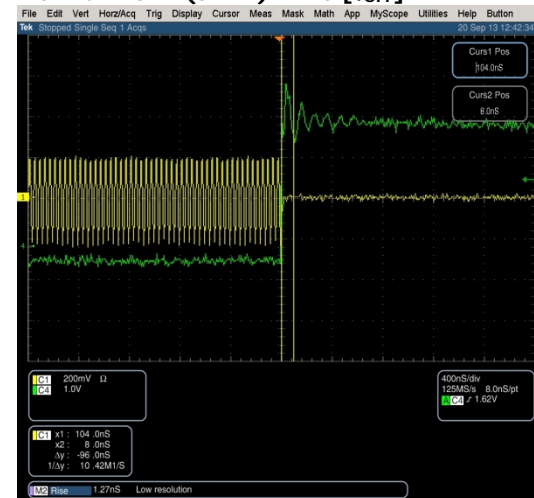 File Edit Vert Horz/Acq Trig Display Cursor Meas Mask Math App MyScope Utilities Help Button
Tek Stopped Single Seq 1 Acqs 20 Sep 13 12:42:34
Curs1 Pos
104.0nS
Curs2 Pos
8.0nS
1
4
C1 200mV Ω
C4 1.0V
400nS/div
125MS/s 8.0nS/pt
A C4 ʃ 1.62V
C1 x1 : 104 .0nS
x2 : 8 .0nS
Δy : -96 .0nS
1/Δy : 10 .42M1/S
M2 Rise 1.27nS Low resolution